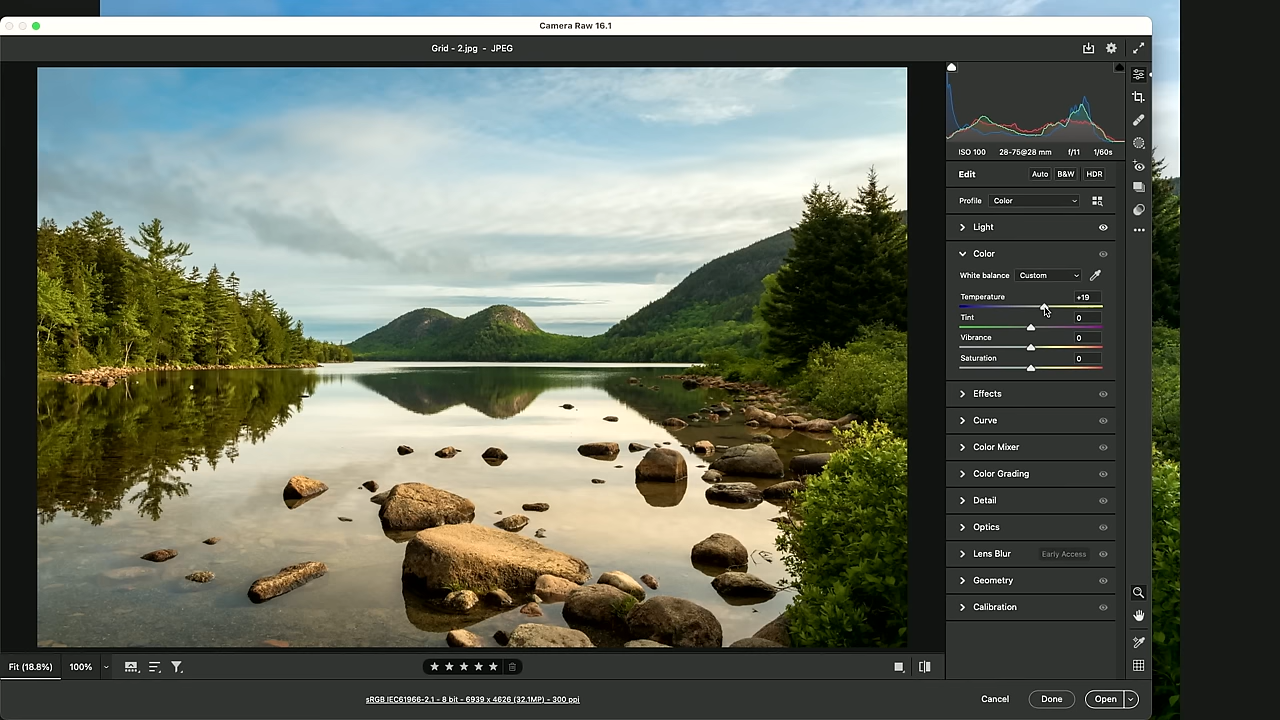 Camera Raw 16.1
Grid - 2.jpg - JPEG
ISO 100 28-75@28 mm f/11 1/60s
Edit Auto B&W HDR
Profile Color
Light
Color
White balance Custom
Temperature +19
Tint 0
Vibrance 0
Saturation 0
Effects
Curve
Color Mixer
Color Grading
Detail
Optics
Lens Blur Early Access
Geometry
Calibration
Fit (18.8%) 100%
sRGB IEC61966-2.1 - 8 bit - 6939 x 4626 (32.1MP) - 300 ppi
Cancel Done Open